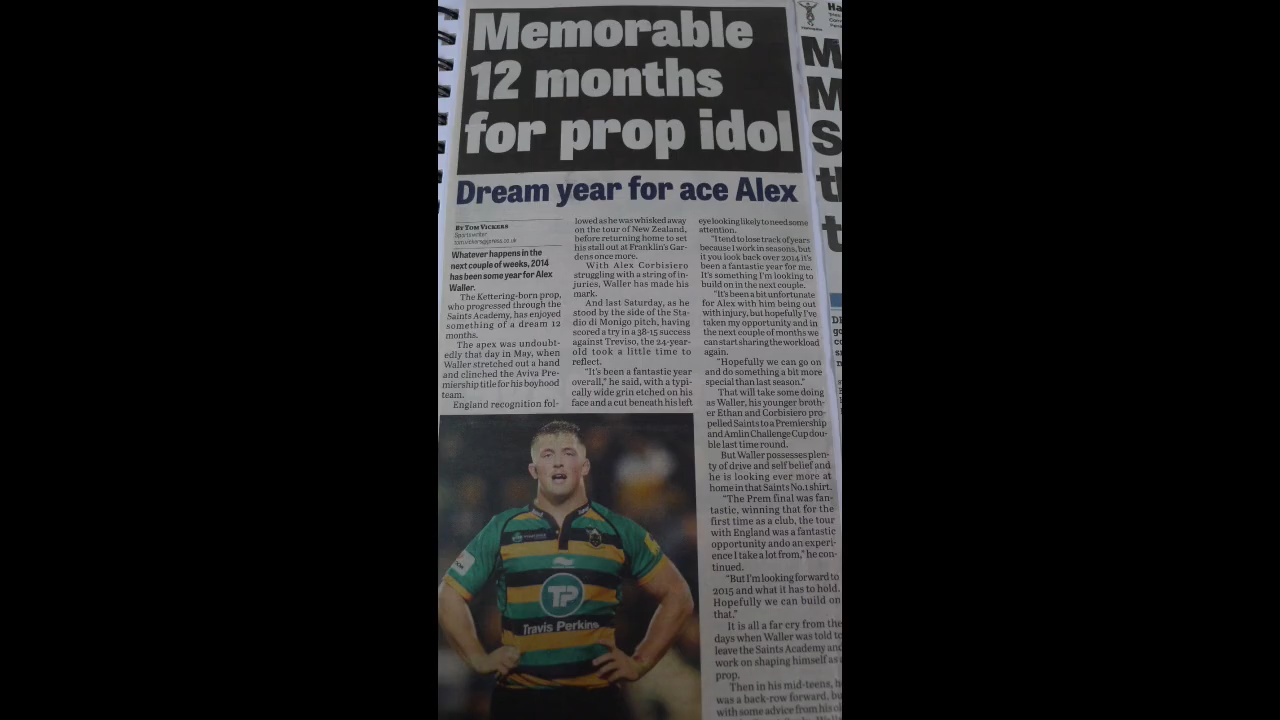 Memorable
12 months
for prop idol
Dream year for ace Alex
BY TOM VICKERS
Sportswriter
Whatever happens in the
next couple of weeks, 2014
has been some year for Alex
Waller.
The Kettering-born prop,
who progressed through the
Saints Academy, has enjoyed
something of a dream 12
months.
The apex was undoubt-
edly that day in May, when
Waller stretched out a hand
and clinched the Aviva Pre-
miership title for his boyhood
team.
England recognition fol-
lowed as he was whisked away
on the tour of New Zealand,
before returning home to set
his stall out at Franklin's Gar-
dens once more.
With Alex Corbisiero
struggling with a string of in-
juries, Waller has made his
mark.
And last Saturday, as he
stood by the side of the Sta-
dio di Monigo pitch, having
scored a try in a 38-15 success
against Treviso, the 24-year-
old took a little time to
reflect.
"It's been a fantastic year
overall," he said, with a typi-
cally wide grin etched on his
face and a cut beneath his left
eye looking likely to need some
attention.
"I tend to lose track of years
because I work in seasons, but
if you look back over 2014 it's
been a fantastic year for me.
It's something I'm looking to
build on in the next couple.
"It's been a bit unfortunate
for Alex with him being out
with injury, but hopefully I've
taken my opportunity and in
the next couple of months we
can start sharing the workload
again.
"Hopefully we can go on
and do something a bit more
special than last season."
That will take some doing
as Waller, his younger broth-
er Ethan and Corbisiero pro-
pelled Saints to a Premiership
and Amlin Challenge Cup dou-
ble last time round.
But Waller possesses plen-
ty of drive and self belief and
he is looking ever more at
home in that Saints No.1 shirt.
"The Prem final was fan-
tastic, winning that for the
first time as a club, the tour
with England was a fantastic
opportunity ando an experi-
ence I take a lot from," he con-
tinued.
"But I'm looking forward to
2015 and what it has to hold.
Hopefully we can build on
that."
It is all a far cry from the
days when Waller was told to
leave the Saints Academy and
work on shaping himself as a
prop.
Then in his mid-teens, h
was a back-row forward, bu
with some advice from his ol
TP
Travis Perkins
Ha
M
M
S
th
t